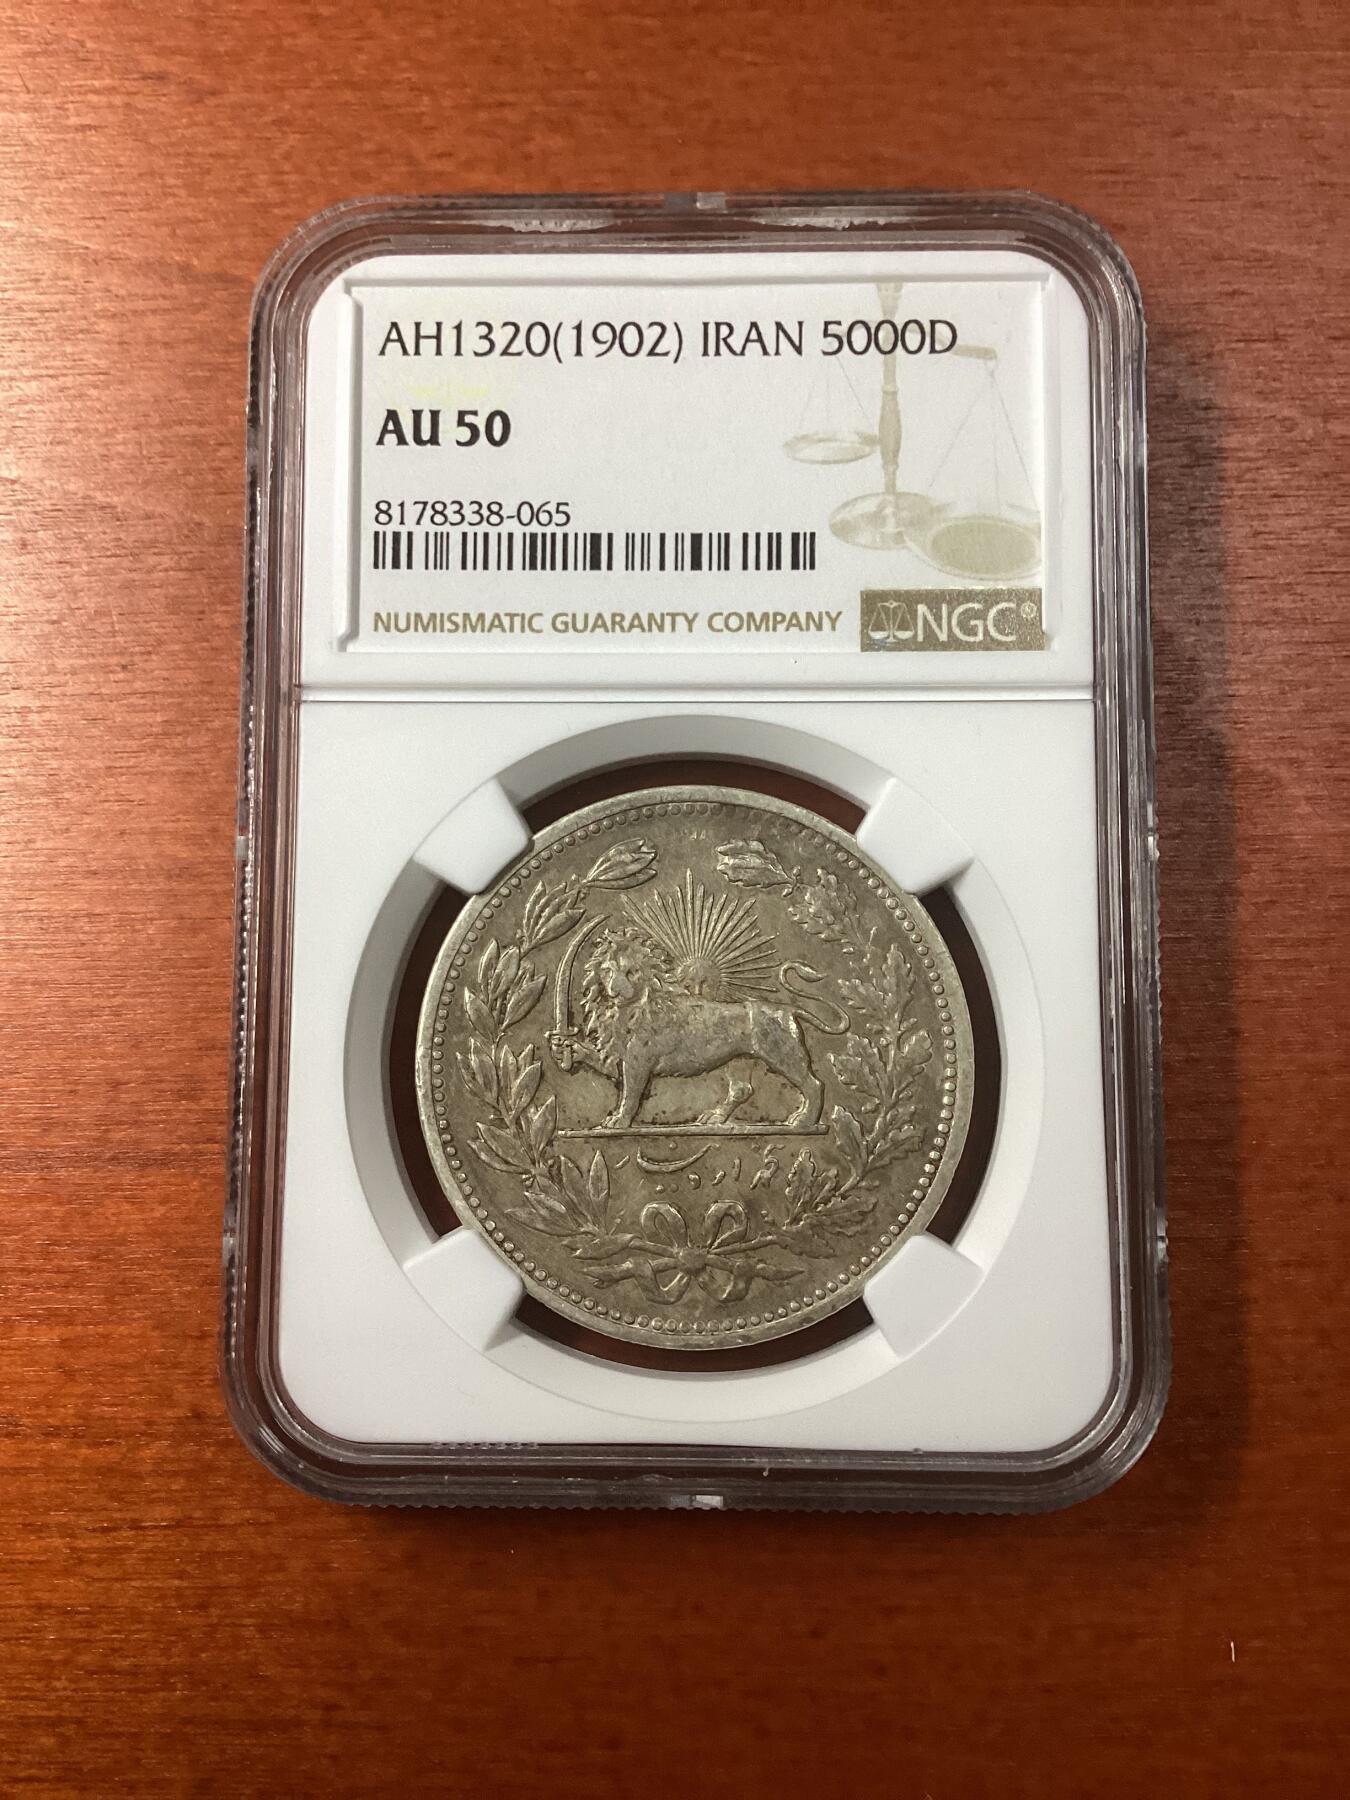 AH1320(1902) IRAN 5000D
AU 50
8178338-065
NUMISMATIC GUARANTY COMPANY
NGC®